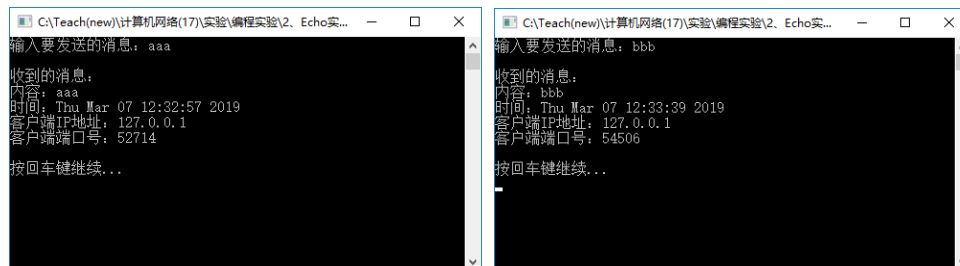 C:\Teach(new)\计算机网络(17)\实验\编程实验\2、Echo实...
输入要发送的消息：aaa
收到的消息：
内容：aaa
时间：Thu Mar 07 12:32:57 2019
客户端IP地址：127.0.0.1
客户端端口号：52714
按回车键继续...
C:\Teach(new)\计算机网络(17)\实验\编程实验\2、Echo实...
输入要发送的消息：bbb
收到的消息：
内容：bbb
时间：Thu Mar 07 12:33:39 2019
客户端IP地址：127.0.0.1
客户端端口号：54506
按回车键继续...